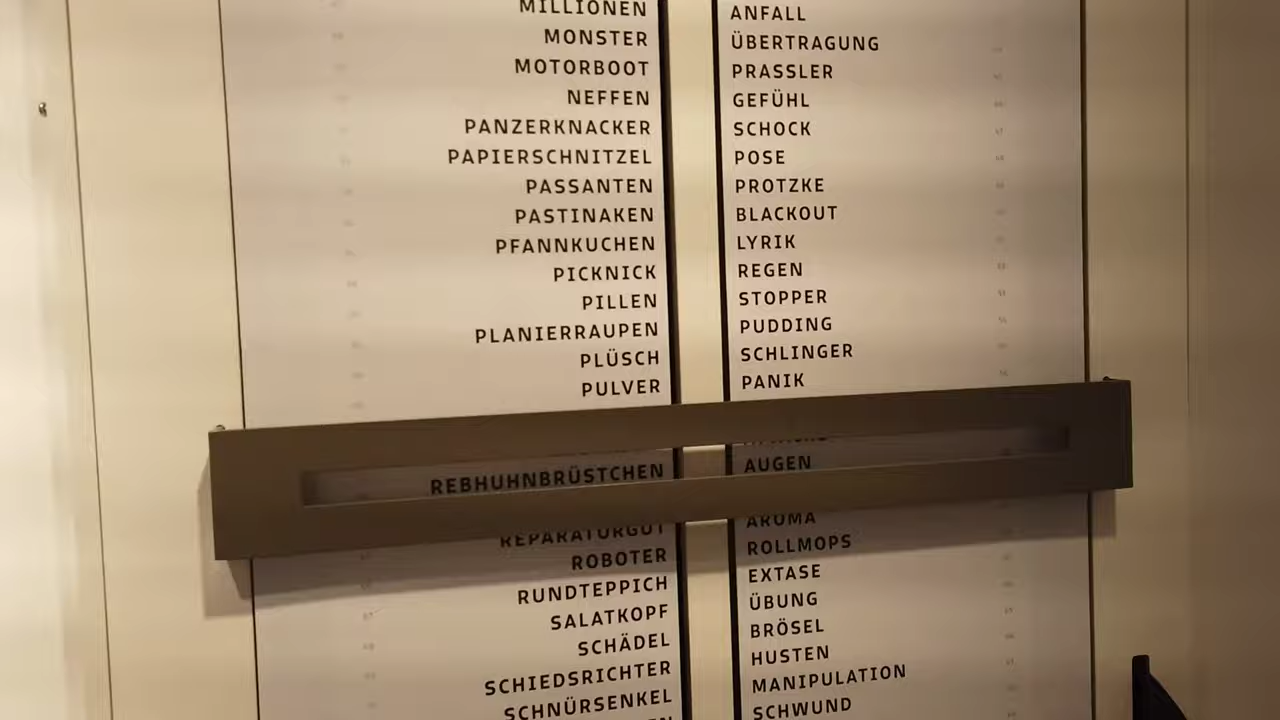 MILLIONEN
MONSTER
MOTORBOOT
NEFFEN
PANZERKNACKER
PAPIERSCHNITZEL
PASSANTEN
PASTINAKEN
PFANNKUCHEN
PICKNICK
PILLEN
PLANIERRAUPEN
PLÜSCH
PULVER
REBHUHNBRÜSTCHEN
REPARATURGUT
ROBOTER
RUNDTEPPICH
SALATKOPF
SCHÄDEL
SCHIEDSRICHTER
SCHNÜRSENKEL
ANFALL
ÜBERTRAGUNG
PRASSLER
GEFÜHL
SCHOCK
POSE
PROTZKE
BLACKOUT
LYRIK
REGEN
STOPPER
PUDDING
SCHLINGER
PANIK
AUGEN
AROMA
ROLLMOPS
EXTASE
ÜBUNG
BRÖSEL
HUSTEN
MANIPULATION
SCHWUND